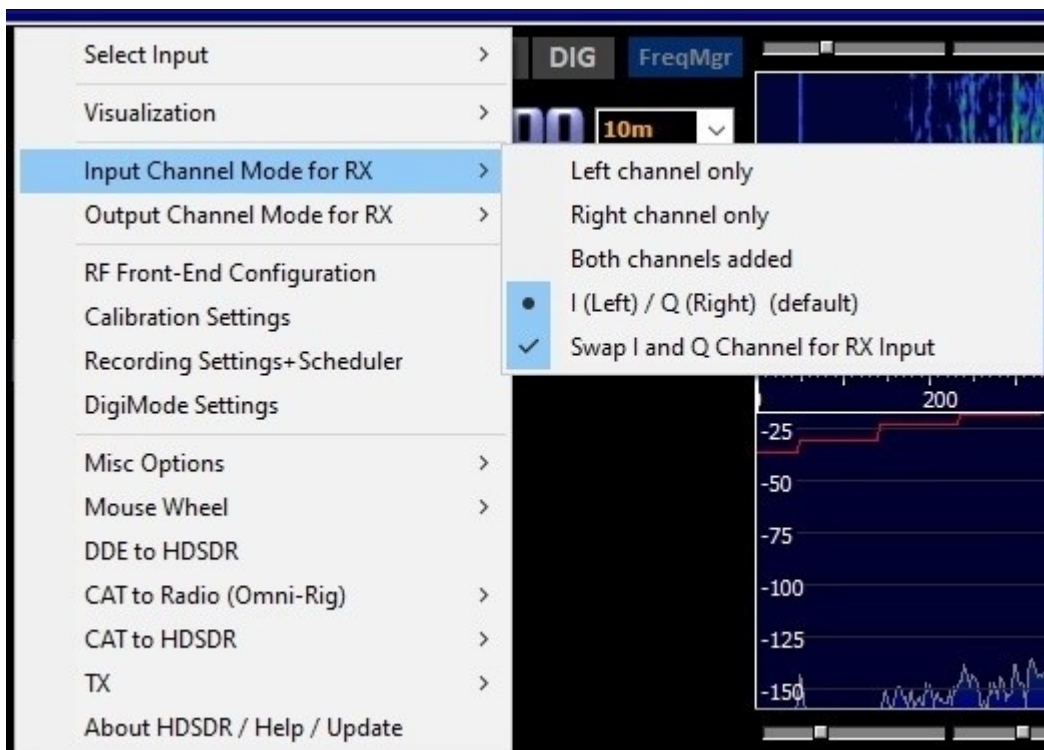 Select Input
Visualization
Input Channel Mode for RX
Output Channel Mode for RX
RF Front-End Configuration
Calibration Settings
Recording Settings+Scheduler
DigiMode Settings
Misc Options
Mouse Wheel
DDE to HDSDR
CAT to Radio (Omni-Rig)
CAT to HDSDR
TX
About HDSDR / Help / Update
Left channel only
Right channel only
Both channels added
I (Left) / Q (Right) (default)
Swap I and Q Channel for RX Input
DIG
FreqMgr
00
10m
200
-25
-50
-75
-100
-125
-150